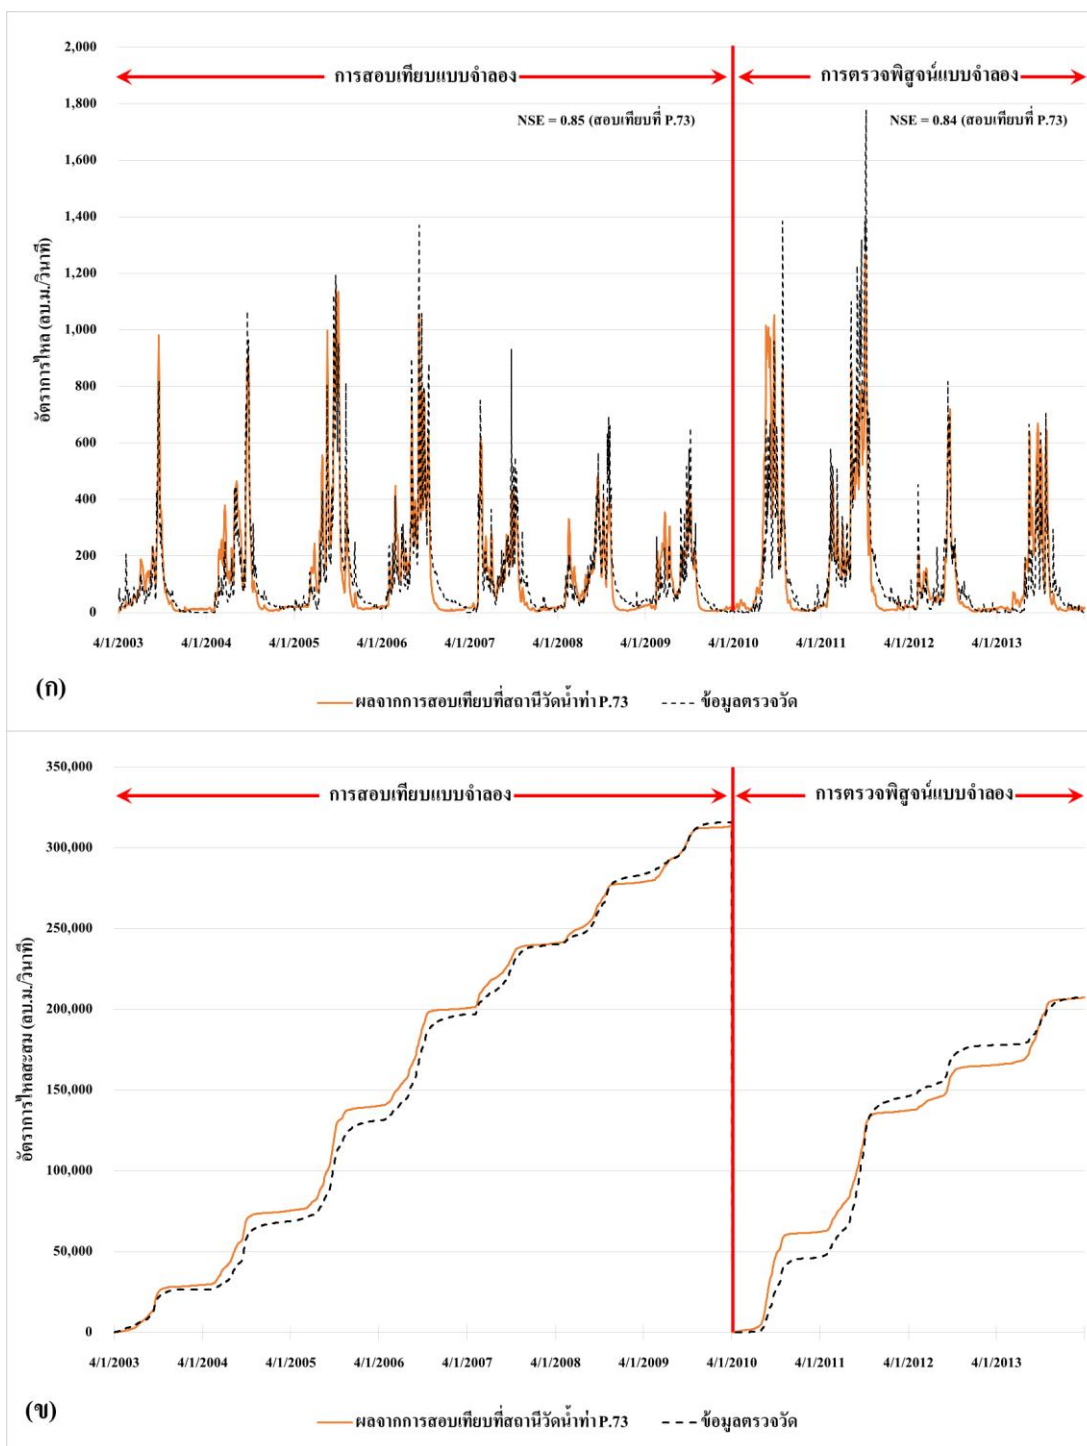 2,000
การสอบเทียบแบบจำลอง
การตรวจพิสูจน์แบบจำลอง
1,800
NSE = 0.85 (สอบเทียบที่ P.73)
NSE = 0.84 (สอบเทียบที่ P.73)
1,600
1,400
1,200
1,000
800
600
400
200
0
อัตราการไหล (ลบ.ม./วินาที)
4/1/2003 4/1/2004 4/1/2005 4/1/2006 4/1/2007 4/1/2008 4/1/2009 4/1/2010 4/1/2011 4/1/2012 4/1/2013
(ก)
ผลจากการสอบเทียบที่สถานีวัดน้ำท่า P.73 ข้อมูลตรวจวัด
350,000
การสอบเทียบแบบจำลอง
การตรวจพิสูจน์แบบจำลอง
300,000
250,000
200,000
150,000
100,000
50,000
0
อัตราการไหลสะสม (ลบ.ม./วินาที)
4/1/2003 4/1/2004 4/1/2005 4/1/2006 4/1/2007 4/1/2008 4/1/2009 4/1/2010 4/1/2011 4/1/2012 4/1/2013
(ข)
ผลจากการสอบเทียบที่สถานีวัดน้ำท่า P.73 ข้อมูลตรวจวัด